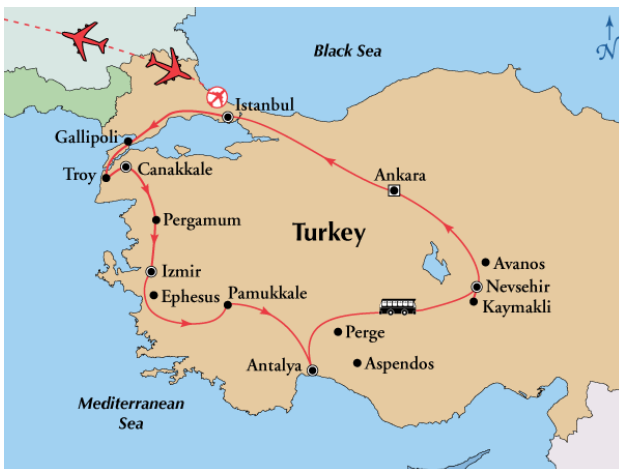 Black Sea
N
Istanbul
Gallipoli
Troy
Canakkale
Ankara
Pergamum
Turkey
Izmir
Avanos
Nevsehir
Ephesus
Pamukkale
Kaymakli
Perge
Antalya
Aspendos
Mediterranean
Sea